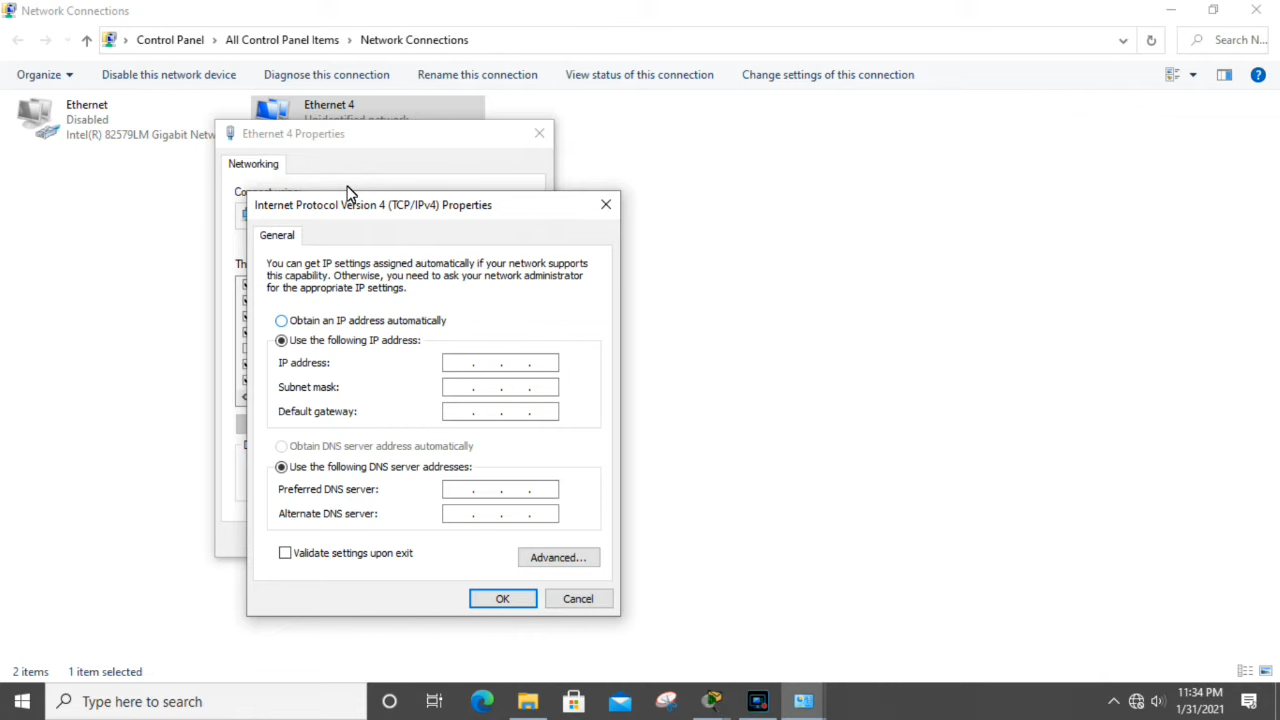 Network Connections
Control Panel
All Control Panel Items
Network Connections
Search N...
Organize
Disable this network device
Diagnose this connection
Rename this connection
View status of this connection
Change settings of this connection
Ethernet
Disabled
Intel(R) 82579LM Gigabit Netw
Ethernet 4
Unidentified network
Ethernet 4 Properties
Networking
Internet Protocol Version 4 (TCP/IPv4) Properties
General
You can get IP settings assigned automatically if your network supports
this capability. Otherwise, you need to ask your network administrator
for the appropriate IP settings.
Obtain an IP address automatically
Use the following IP address:
IP address:
Subnet mask:
Default gateway:
Obtain DNS server address automatically
Use the following DNS server addresses:
Preferred DNS server:
Alternate DNS server:
Validate settings upon exit
Advanced...
OK
Cancel
2 items
1 item selected
Type here to search
11:34 PM
1/31/2021